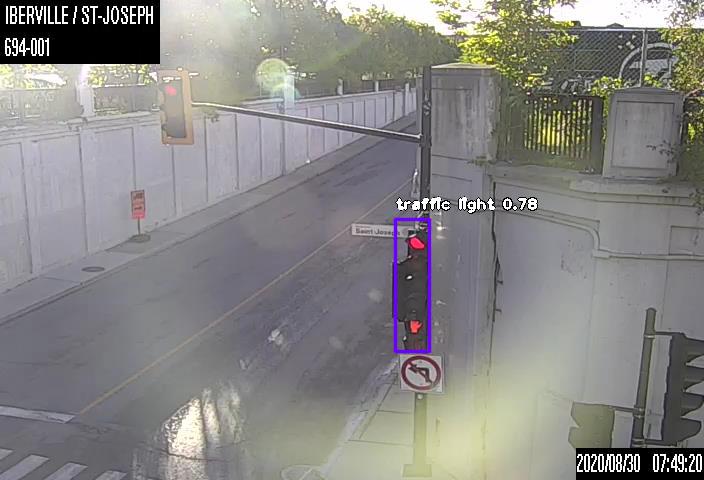 IBERVILLE / ST-JOSEPH
694-001
traffic light 0.78
Saint Joseph
2020/08/30 07:49:20